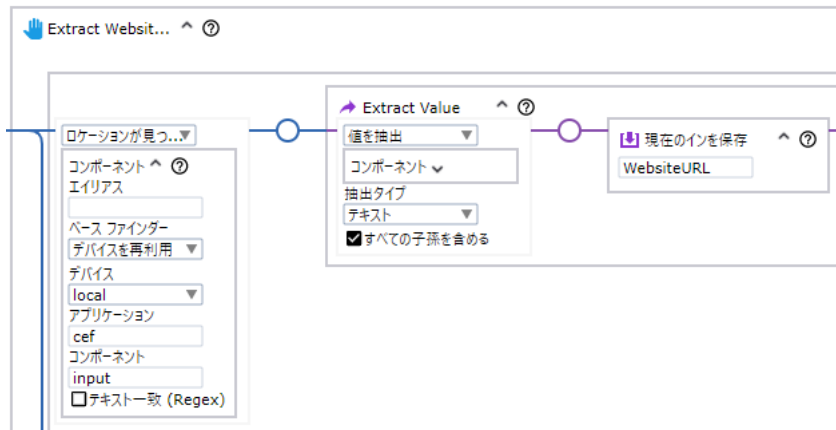 Extract Websit...
Extract Value
ロケーションが見つ...
値を抽出
現在のインを保存
WebsiteURL
コンポーネント
エイリアス
コンポーネント
抽出タイプ
テキスト
すべての子孫を含める
ベース ファインダー
デバイスを再利用
デバイス
local
アプリケーション
cef
コンポーネント
input
テキスト一致 (Regex)